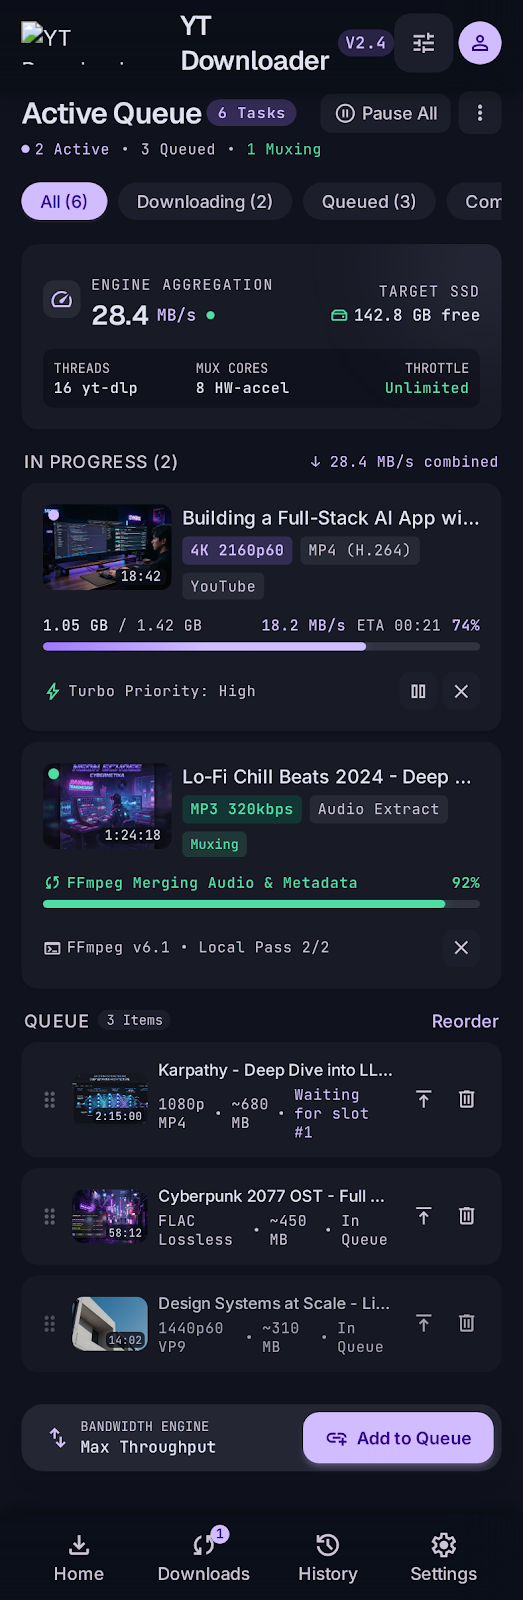 YT
YT Downloader
V2.4
Active Queue
6 Tasks
Pause All
2 Active • 3 Queued • 1 Muxing
All (6)
Downloading (2)
Queued (3)
Com
ENGINE AGGREGATION
28.4 MB/s
TARGET SSD
142.8 GB free
THREADS
16 yt-dlp
MUX CORES
8 HW-accel
THROTTLE
Unlimited
IN PROGRESS (2)
↓ 28.4 MB/s combined
18:42
Building a Full-Stack AI App wi...
4K 2160p60
MP4 (H.264)
YouTube
1.05 GB / 1.42 GB
18.2 MB/s ETA 00:21 74%
Turbo Priority: High
1:24:18
Lo-Fi Chill Beats 2024 - Deep ...
MP3 320kbps
Audio Extract
Muxing
FFmpeg Merging Audio & Metadata
92%
FFmpeg v6.1 • Local Pass 2/2
QUEUE
3 Items
Reorder
2:15:00
Karpathy - Deep Dive into LL...
1080p MP4 • ~680 MB • Waiting for slot #1
58:12
Cyberpunk 2077 OST - Full ...
FLAC Lossless • ~450 MB • In Queue
14:02
Design Systems at Scale - Li...
1440p60 VP9 • ~310 MB • In Queue
BANDWIDTH ENGINE
Max Throughput
Add to Queue
Home
1
Downloads
History
Settings